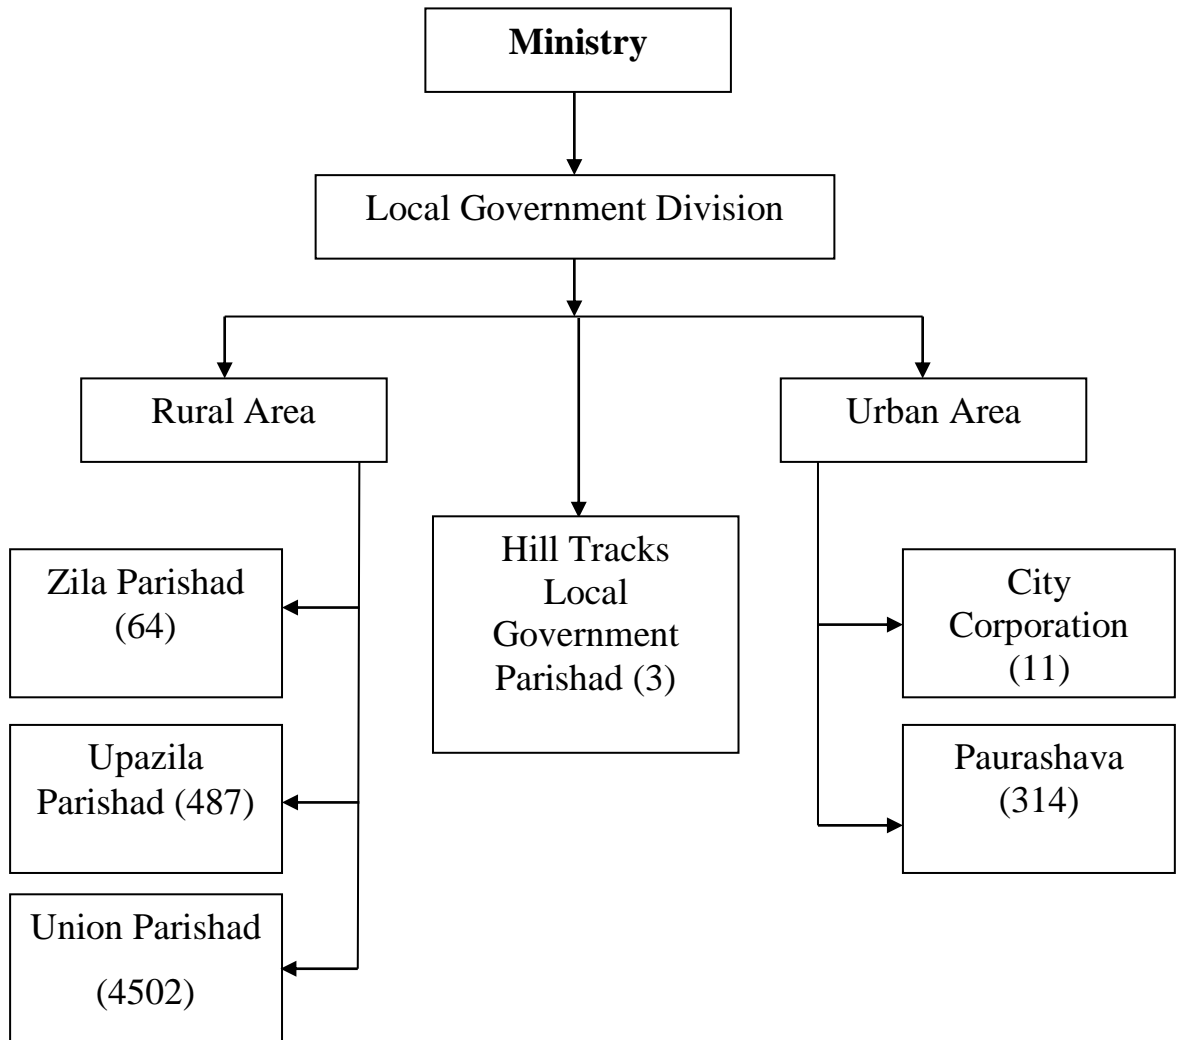 Ministry
Local Government Division
Rural Area
Urban Area
Zila Parishad
(64)
Upazila
Parishad (487)
Union Parishad
(4502)
Hill Tracks
Local
Government
Parishad (3)
City
Corporation
(11)
Paurashava
(314)